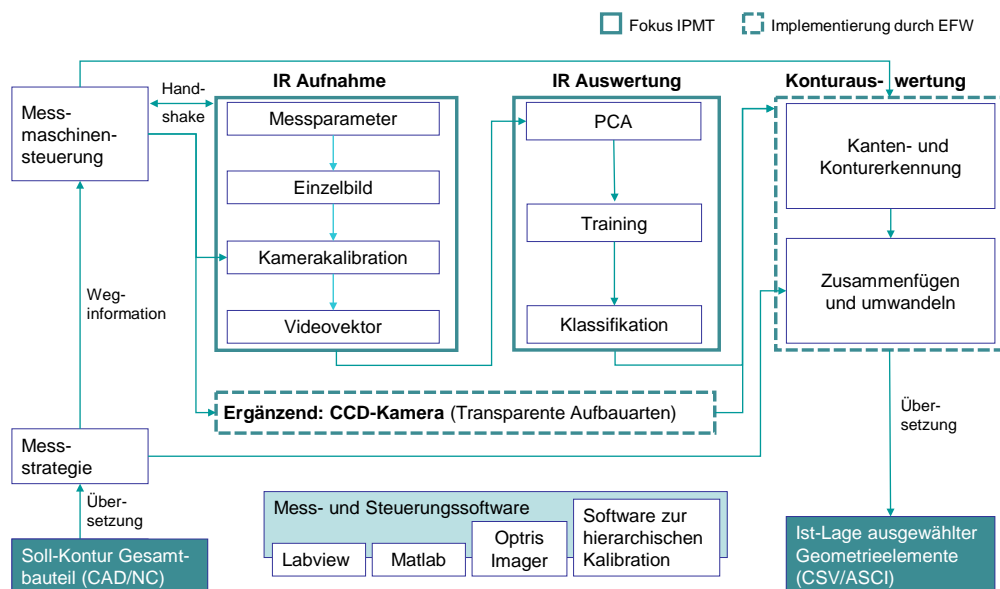 Fokus IPMT
Implementierung durch EFW
IR Aufnahme
IR Auswertung
Konturaus- wertung
Mess-
maschinen-
steuerung
Hand-
shake
Messparameter
Einzelbild
Kamerakalibration
Videovektor
PCA
Training
Klassifikation
Kanten- und
Konturerkennung
Zusammenfügen
und umwandeln
Weg-
information
Ergänzend: CCD-Kamera (Transparente Aufbauarten)
Über-
setzung
Mess-
strategie
Über-
setzung
Soll-Kontur Gesamt-
bauteil (CAD/NC)
Mess- und Steuerungssoftware
Labview
Matlab
Optris
Imager
Software zur
hierarchischen
Kalibration
Ist-Lage ausgewählter
Geometrieelemente
(CSV/ASCI)